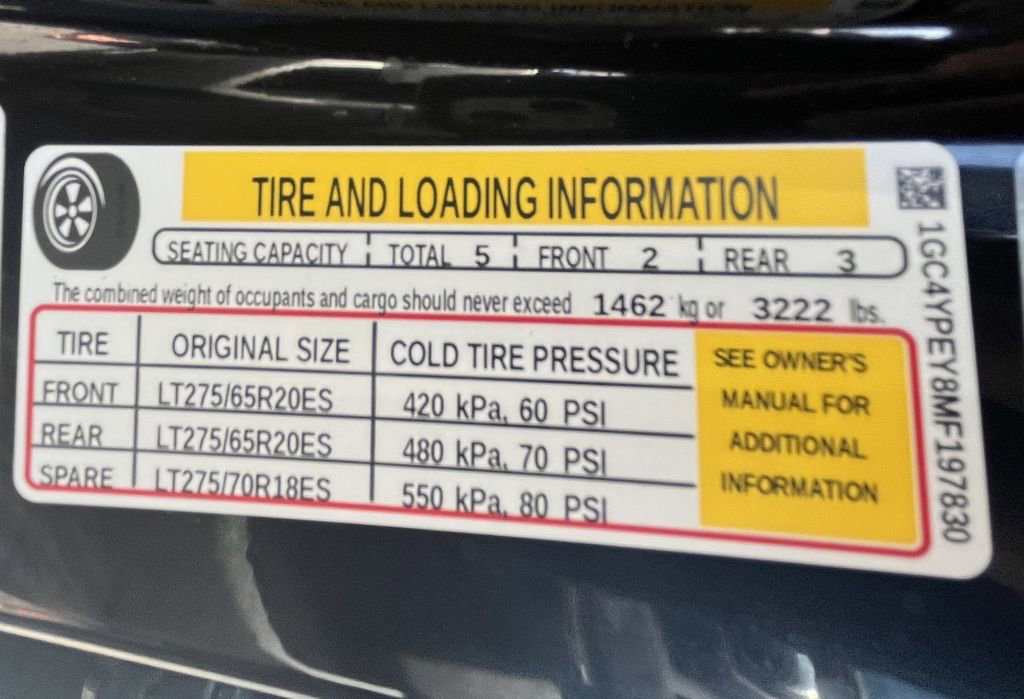 TIRE AND LOADING INFORMATION
SEATING CAPACITY TOTAL 5 FRONT 2 REAR 3
The combined weight of occupants and cargo should never exceed 1462 kg or 3222 lbs.
TIRE ORIGINAL SIZE COLD TIRE PRESSURE
FRONT LT275/65R20ES 420 kPa, 60 PSI
REAR LT275/65R20ES 480 kPa, 70 PSI
SPARE LT275/70R18ES 550 kPa, 80 PSI
SEE OWNER'S
MANUAL FOR
ADDITIONAL
INFORMATION
1GC4YPEY8MF197830